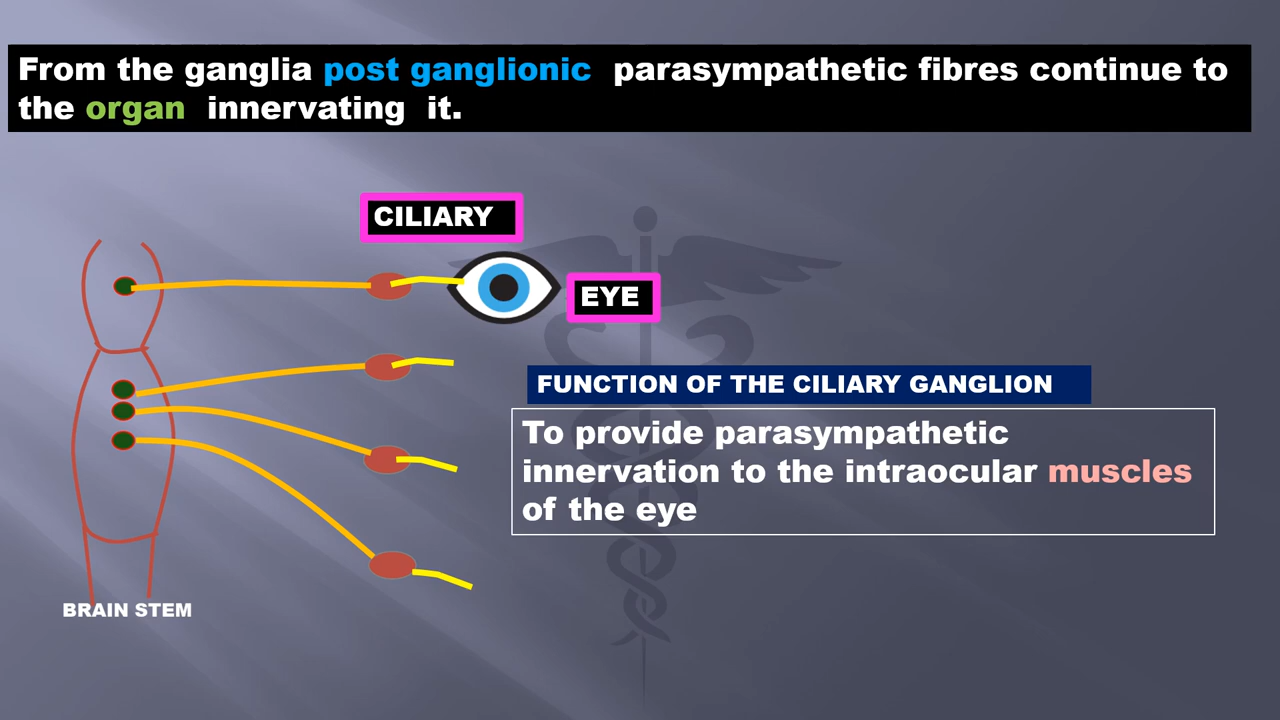 From the ganglia post ganglionic parasympathetic fibres continue to
the organ innervating it.
CILIARY
EYE
FUNCTION OF THE CILIARY GANGLION
To provide parasympathetic
innervation to the intraocular muscles
of the eye
BRAIN STEM